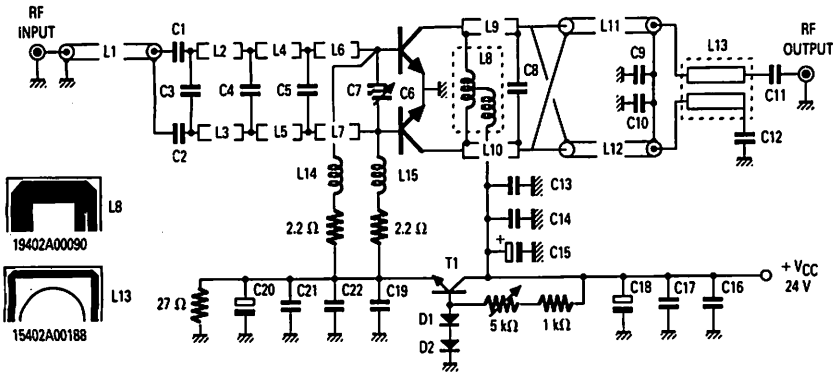 RF
INPUT
L1
C1
L2
L4
L6
C3
C4
C5
C7
C6
C2
L3
L5
L7
L9
L8
C8
L10
L11
C9
C10
L12
L13
C11
RF
OUTPUT
C12
L14
L15
2.2 Ω
2.2 Ω
C13
C14
+
C15
L8
19402A00090
L13
15402A00188
27 Ω
C20
C21
C22
C19
T1
D1
D2
5 kΩ
1 kΩ
C18
C17
C16
+ VCC
24 V